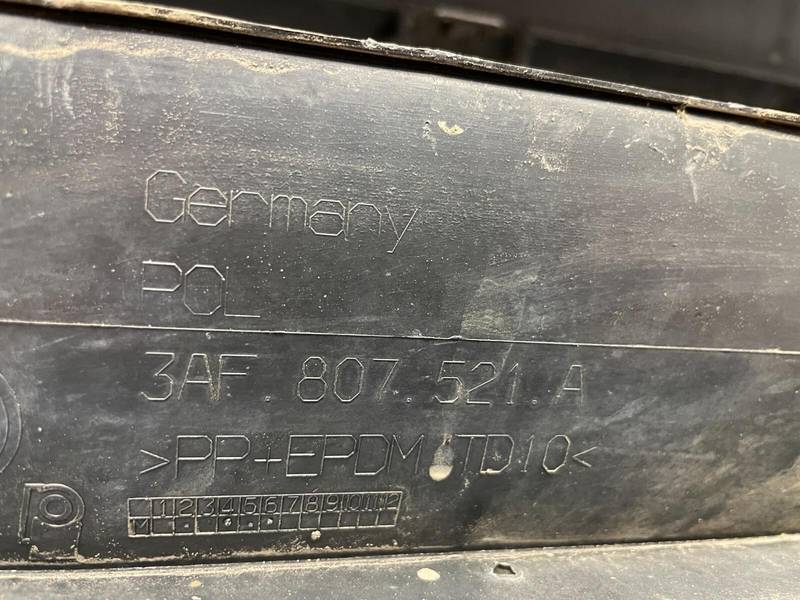 Germany
POL
3AF.807.521.A
>PP+EPDM TD10<
1 2 3 4 5 6 7 8 9 10 11 12